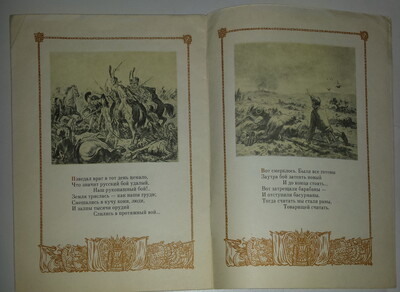 Изведал враг в тот день немало,
Что значит русский бой удалый,
Наш рукопашный бой!..
Земля тряслась — как наши груди;
Смешались в кучу кони, люди,
И залпы тысячи орудий
Слились в протяжный вой...
Вот смерклось. Были все готовы
Заутра бой затеять новый
И до конца стоять...
Вот затрещали барабаны —
И отступили бусурманы.
Тогда считать мы стали раны,
Товарищей считать.